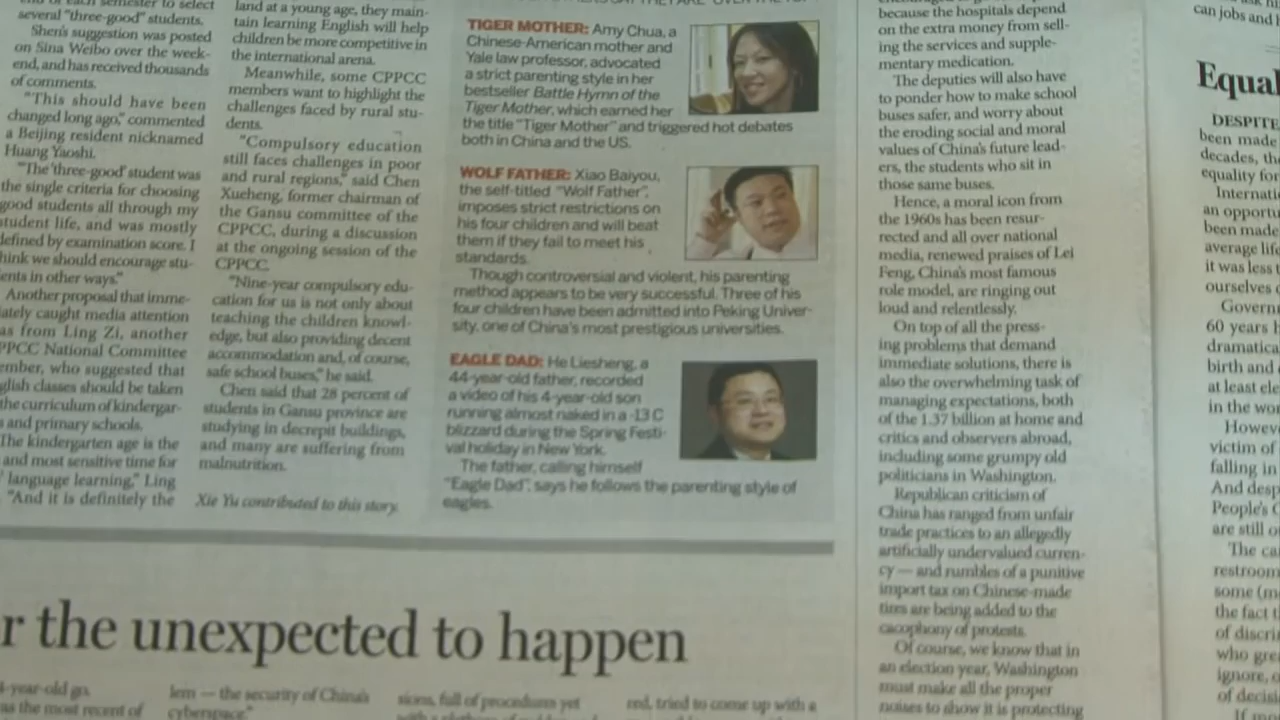 end of each semester to select
several "three-good" students.
Shen's suggestion was posted
on Sina Weibo over the week-
end, and has received thousands
of comments.
"This should have been
changed long ago," commented
a Beijing resident nicknamed
Huang Yaoshi.
"The 'three-good' student was
the single criteria for choosing
good students all through my
student life, and was mostly
defined by examination score. I
think we should encourage stu-
ents in other ways."
Another proposal that imme-
ately caught media attention
as from Ling Zi, another
PPCC National Committee
ember, who suggested that
glish classes should be taken
the curriculum of kindergar-
s and primary schools.
The kindergarten age is the
and most sensitive time for
language learning," Ling
"And it is definitely the
land at a young age, they main-
tain learning English will help
children be more competitive in
the international arena.
Meanwhile, some CPPCC
members want to highlight the
challenges faced by rural stu-
dents.
"Compulsory education
still faces challenges in poor
and rural regions," said Chen
Xueheng, former chairman of
the Gansu committee of the
CPPCC, during a discussion
at the ongoing session of the
CPPCC.
"Nine-year compulsory edu-
cation for us is not only about
teaching the children knowl-
edge, but also providing decent
accommodation and, of course,
safe school buses," he said.
Chen said that 28 percent of
students in Gansu province are
studying in decrepit buildings,
and many are suffering from
malnutrition.
Xie Yu contributed to this story.
TIGER MOTHER: Amy Chua, a
Chinese-American mother and
Yale law professor, advocated
a strict parenting style in her
bestseller Battle Hymn of the
Tiger Mother, which earned her
the title "Tiger Mother" and triggered hot debates
both in China and the US.
WOLF FATHER: Xiao Baiyou,
the self-titled "Wolf Father",
imposes strict restrictions on
his four children and will beat
them if they fail to meet his
standards.
Though controversial and violent, his parenting
method appears to be very successful. Three of his
four children have been admitted into Peking Univer-
sity, one of China's most prestigious universities.
EAGLE DAD: He Liesheng, a
44-year-old father, recorded
a video of his 4-year-old son
running almost naked in a -13 C
blizzard during the Spring Festi-
val holiday in New York.
The father, calling himself
"Eagle Dad", says he follows the parenting style of
eagles.
because the hospitals depend
on the extra money from sell-
ing the services and supple-
mentary medication.
The deputies will also have
to ponder how to make school
buses safer, and worry about
the eroding social and moral
values of China's future lead-
ers, the students who sit in
those same buses.
Hence, a moral icon from
the 1960s has been resur-
rected and all over national
media, renewed praises of Lei
Feng, China's most famous
role model, are ringing out
loud and relentlessly.
On top of all the press-
ing problems that demand
immediate solutions, there is
also the overwhelming task of
managing expectations, both
of the 1.37 billion at home and
critics and observers abroad,
including some grumpy old
politicians in Washington.
Republican criticism of
China has ranged from unfair
trade practices to an allegedly
artificially undervalued curren-
cy — and rumbles of a punitive
import tax on Chinese-made
tires are being added to the
cacophony of protests.
Of course, we know that in
an election year, Washington
must make all the proper
noises to show it is protecting
can jobs and
Equal
DESPITE
been made
decades, the
equality for
Internati
an opportu
been made
average life
it was less t
ourselves
Govern
60 years
dramatica
birth and
at least ele
in the wor
Howeve
victim of
falling in
And desp
People's
are still o
The ca
restroom
some (m
the fact t
of discri
who gre
ignore,
of decisi
r the unexpected to happen
4-year-old go.
as the most recent of
lem — the security of China's
cyberspace."
sions, full of procedures yet
red, tried to come up with a